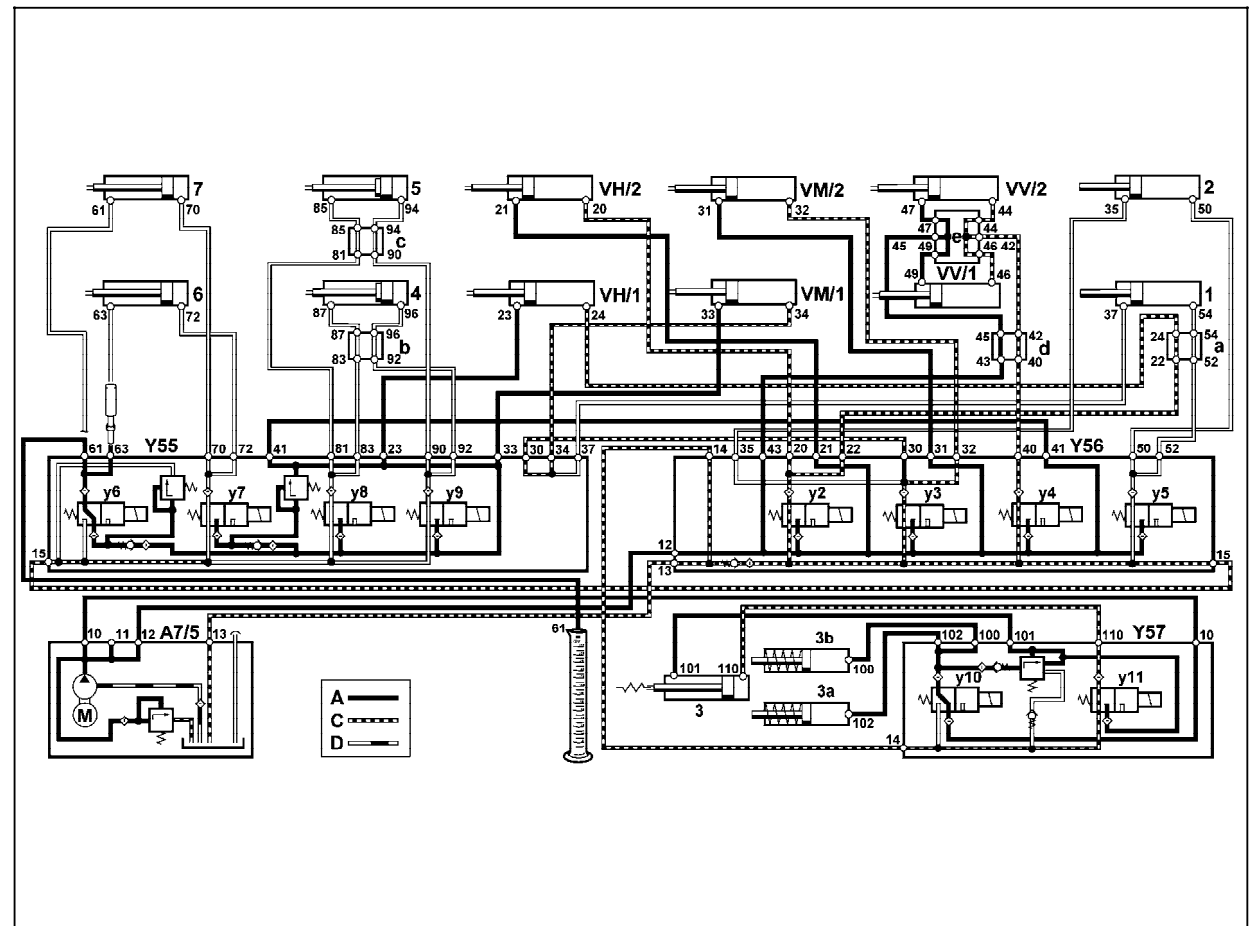 7 5 VH/2 VM/2 VV/2 2
61 70 85 94 21 20 31 32 47 44 35 50
85 94 47 44
c e
45 49 46 42
81 90
49 VV/1 46
6 4 VH/1 VM/1 1
63 72 87 96 23 24 33 34 37 54
87 96 45 42 24 54
b d a
83 92 43 40 22 52
61 63 Y55 70 72 41 81 83 23 90 92 33 30 34 37 14 35 43 20 21 22 30 31 32 40 41 Y56 50 52
y6 y7 y8 y9 y2 y3 y4 y5
15 12 15
13
10 11 12 A7/5 13 61 3b 102 100 101 110 Y57 10
101 110 100
A y10 y11
M C 3 3a
D 102
14